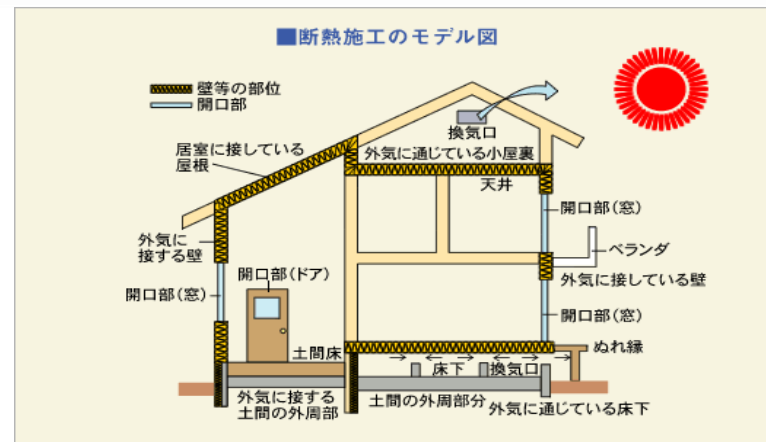 ■断熱施工のモデル図
壁等の部位
開口部
換気口
居室に接している
屋根
外気に通じている小屋裏
天井
開口部(窓)
外気に
接する壁
ベランダ
開口部(ドア)
外気に接している壁
開口部(窓)
開口部(窓)
土間床
ぬれ縁
床下
換気口
外気に接する
土間の外周部
土間の外周部分
外気に通じている床下